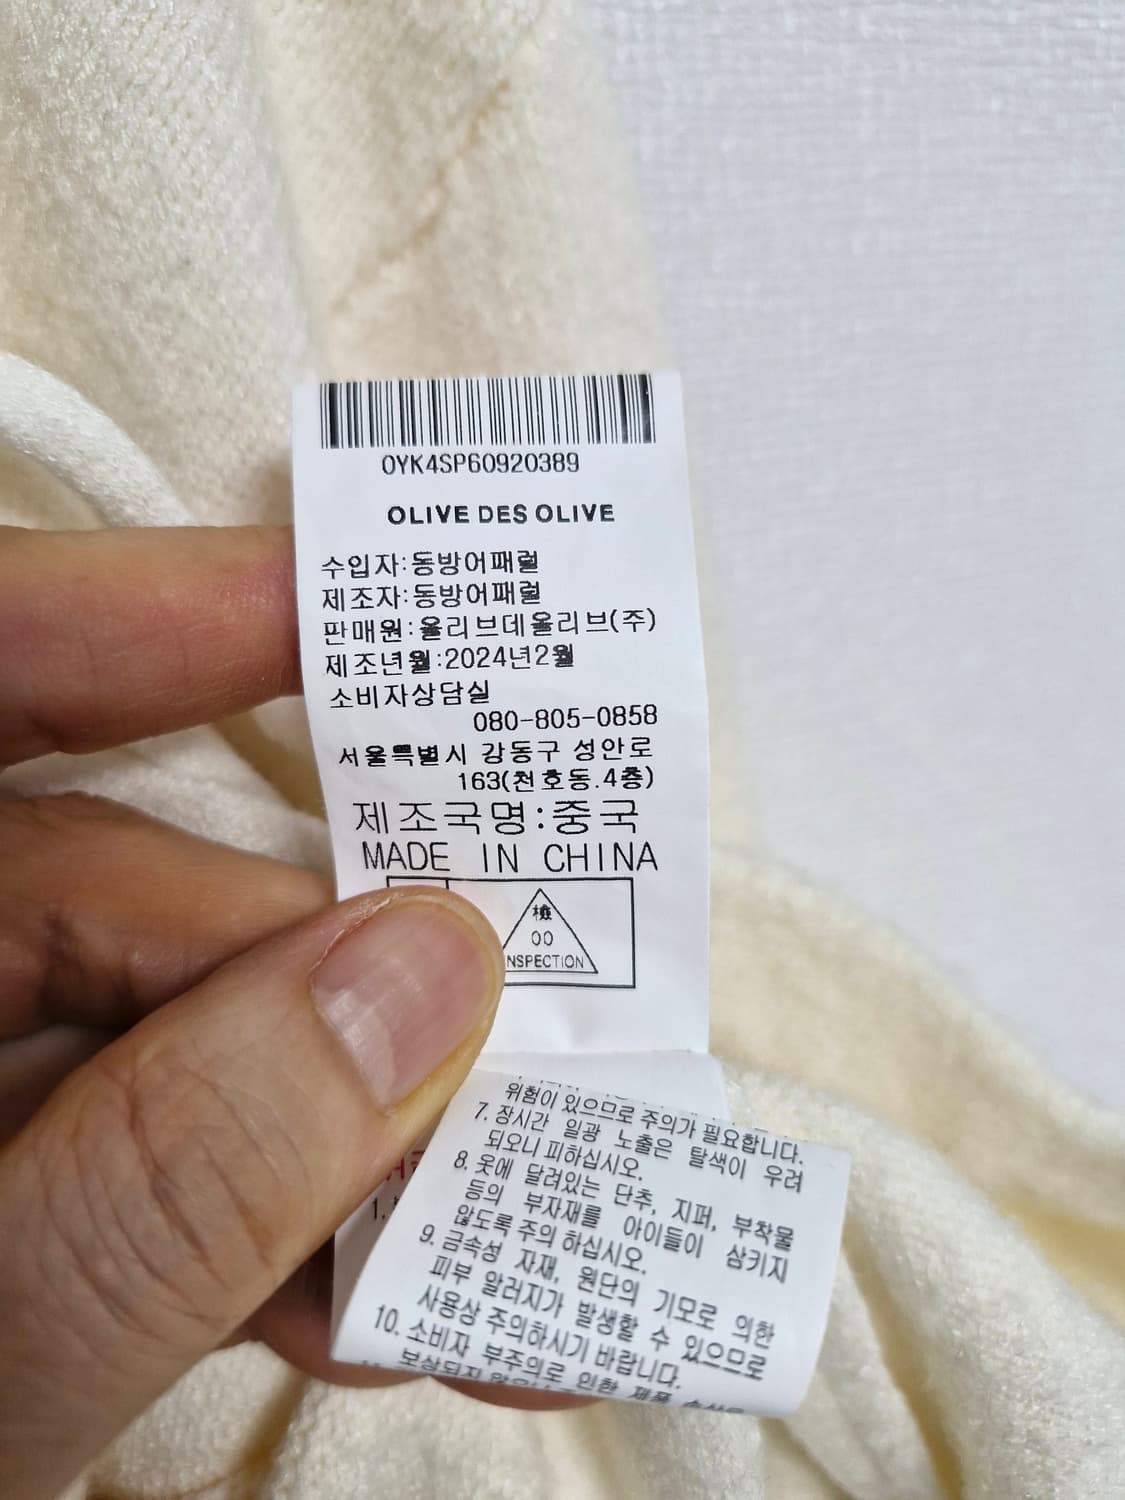 0YK4SP60920389
OLIVE DES OLIVE
수입자:동방어패럴
제조자:동방어패럴
판매원:올리브데올리브(주)
제조년월:2024년2월
소비자상담실
080-805-0858
서울특별시 강동구 성안로
163(천호동.4층)
제조국명:중국
MADE IN CHINA
檢
00
NSPECTION
위험이 있으므로 주의가 필요합니다.
7. 장시간 일광 노출은 탈색이 우려
되오니 피하십시오.
8. 옷에 달려있는 단추, 지퍼, 부착물
등의 부자재를 아이들이 삼키지
않도록 주의 하십시오.
9. 금속성 자재, 원단의 기모로 의한
피부 알러지가 발생할 수 있으므로
사용상 주의하시기 바랍니다.
10. 소비자 부주의로 인한 제품
1.